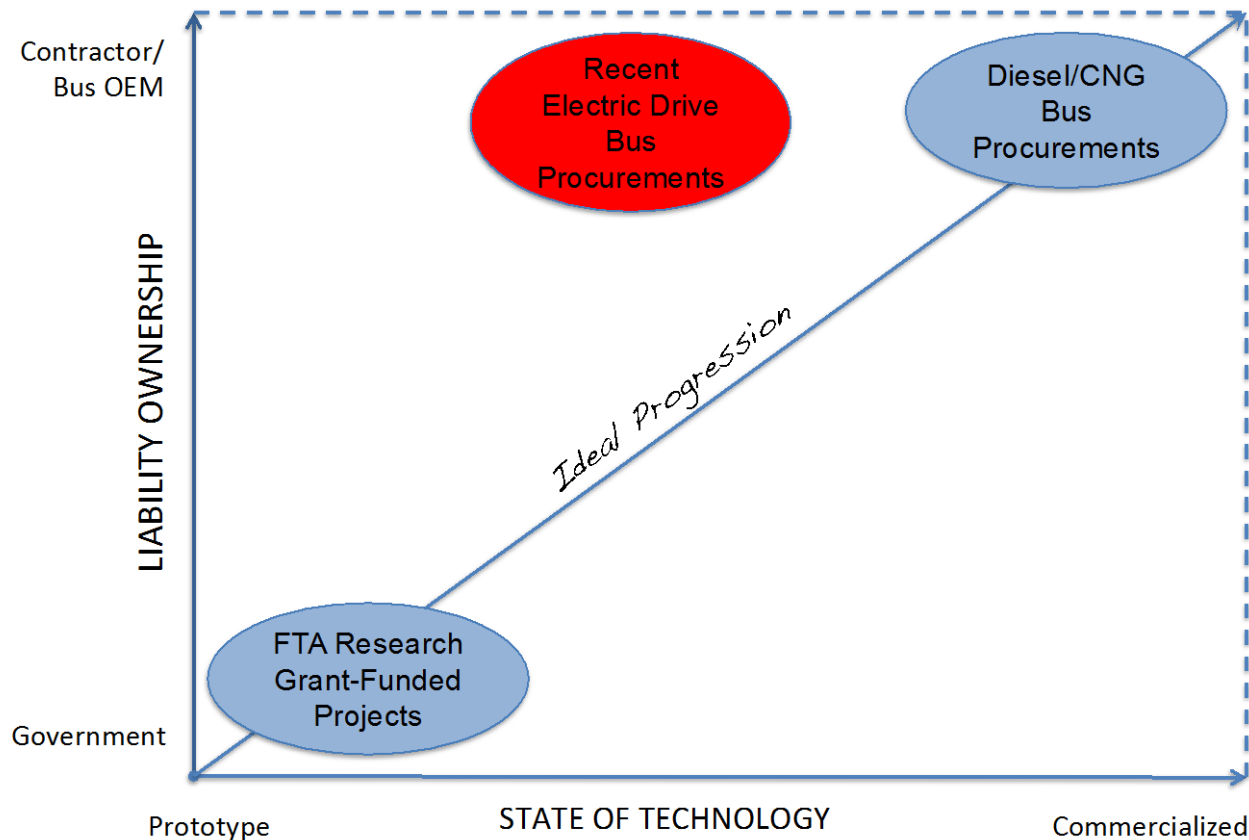 Contractor/
Bus OEM
Recent
Electric Drive
Bus
Procurements
Diesel/CNG
Bus
Procurements
LIABILITY OWNERSHIP
Ideal Progression
FTA Research
Grant-Funded
Projects
Government
Prototype
STATE OF TECHNOLOGY
Commercialized